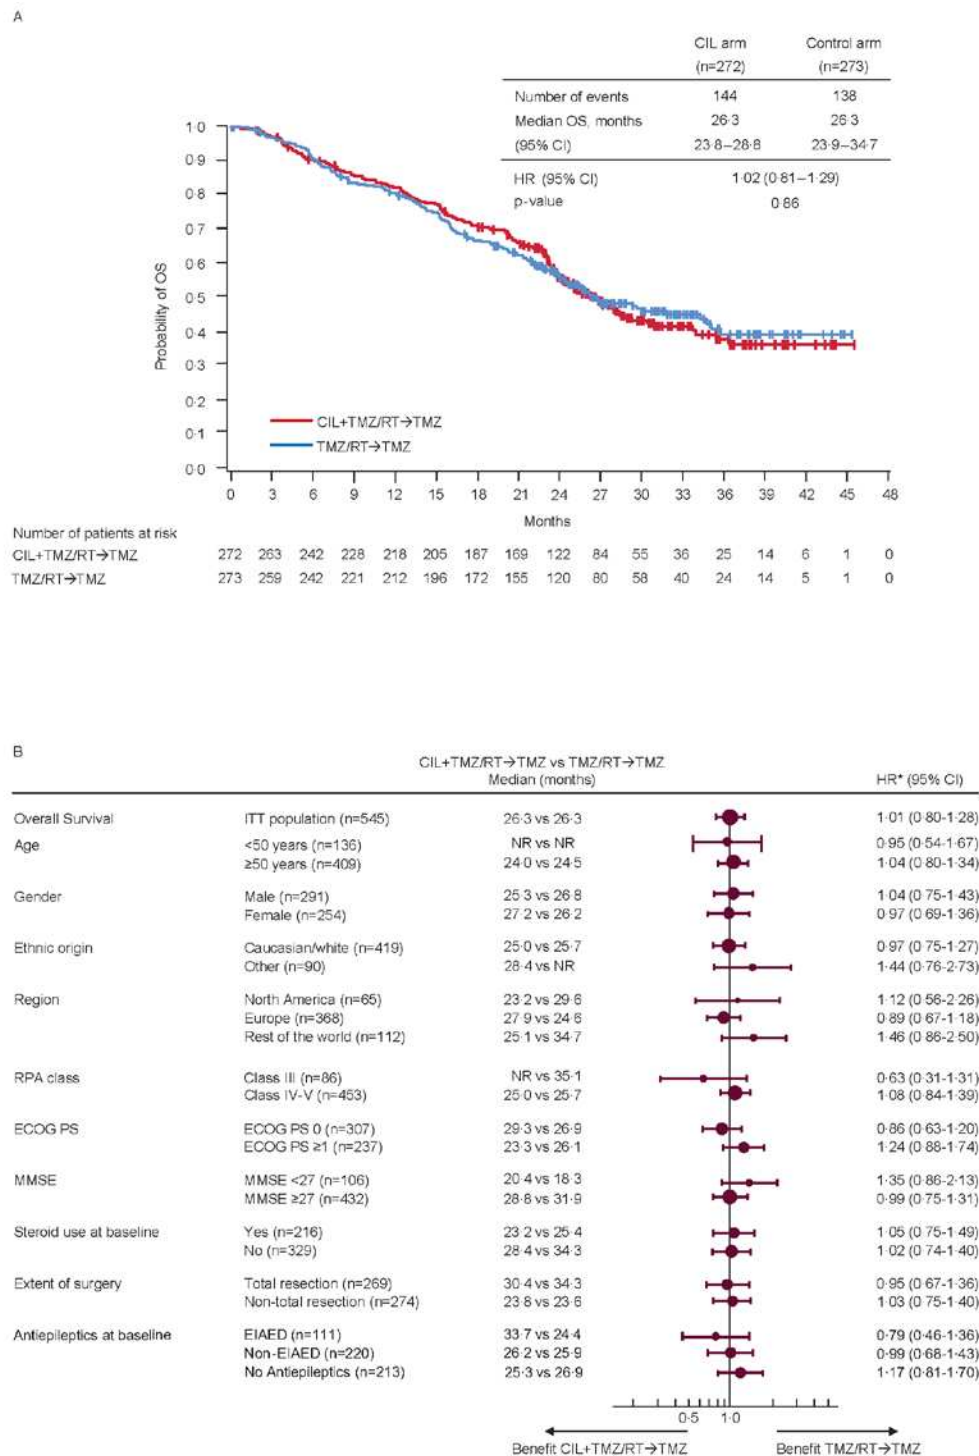 A
CIL arm Control arm
(n=272) (n=273)
Number of events 144 138
Median OS, months 26·3 26·3
(95% CI) 23·8–28·8 23·9–34·7
HR (95% CI) 1·02 (0·81–1·29)
p-value 0·86
Probability of OS
1·0
0·9
0·8
0·7
0·6
0·5
0·4
0·3
0·2
0·1
0·0
CIL+TMZ/RT→TMZ
TMZ/RT→TMZ
0 3 6 9 12 15 18 21 24 27 30 33 36 39 42 45 48
Months
Number of patients at risk
CIL+TMZ/RT→TMZ 272 263 242 228 218 205 187 169 122 84 55 36 25 14 6 1 0
TMZ/RT→TMZ 273 259 242 221 212 196 172 155 120 80 58 40 24 14 5 1 0
B
CIL+TMZ/RT→TMZ vs TMZ/RT→TMZ
Median (months) HR* (95% CI)
Overall Survival ITT population (n=545) 26·3 vs 26·3 1·01 (0·80-1·28)
Age <50 years (n=136) NR vs NR 0·95 (0·54-1·67)
≥50 years (n=409) 24·0 vs 24·5 1·04 (0·80-1·34)
Gender Male (n=291) 25·3 vs 26·8 1·04 (0·75-1·43)
Female (n=254) 27·2 vs 26·2 0·97 (0·69-1·36)
Ethnic origin Caucasian/white (n=419) 25·0 vs 25·7 0·97 (0·75-1·27)
Other (n=90) 28·4 vs NR 1·44 (0·76-2·73)
Region North America (n=65) 23·2 vs 29·6 1·12 (0·56-2·26)
Europe (n=368) 27·9 vs 24·6 0·89 (0·67-1·18)
Rest of the world (n=112) 25·1 vs 34·7 1·46 (0·86-2·50)
RPA class Class III (n=86) NR vs 35·1 0·63 (0·31-1·31)
Class IV-V (n=453) 25·0 vs 25·7 1·08 (0·84-1·39)
ECOG PS ECOG PS 0 (n=307) 29·3 vs 26·9 0·86 (0·63-1·20)
ECOG PS ≥1 (n=237) 23·3 vs 26·1 1·24 (0·88-1·74)
MMSE MMSE <27 (n=106) 20·4 vs 18·3 1·35 (0·86-2·13)
MMSE ≥27 (n=432) 28·8 vs 31·9 0·99 (0·75-1·31)
Steroid use at baseline Yes (n=216) 23·2 vs 25·4 1·05 (0·75-1·49)
No (n=329) 28·4 vs 34·3 1·02 (0·74-1·40)
Extent of surgery Total resection (n=269) 30·4 vs 34·3 0·95 (0·67-1·36)
Non-total resection (n=274) 23·8 vs 23·6 1·03 (0·75-1·40)
Antiepileptics at baseline EIAED (n=111) 33·7 vs 24·4 0·79 (0·46-1·36)
Non-EIAED (n=220) 26·2 vs 25·9 0·99 (0·68-1·43)
No Antiepileptics (n=213) 25·3 vs 26·9 1·17 (0·81-1·70)
0·5 1·0
Benefit CIL+TMZ/RT→TMZ Benefit TMZ/RT→TMZ